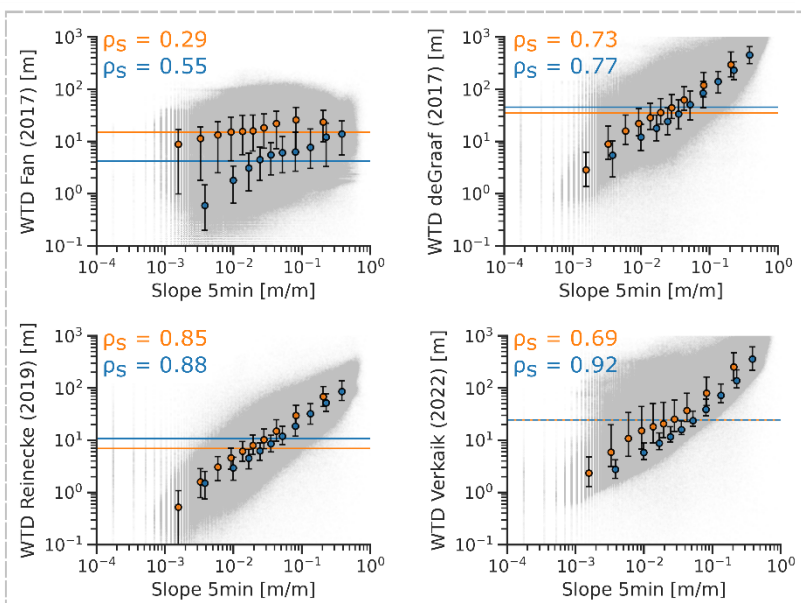 WTD Fan (2017) [m]
10³
10²
10¹
10⁰
10⁻¹
ρₛ = 0.29
ρₛ = 0.55
10⁻⁴ 10⁻³ 10⁻² 10⁻¹ 10⁰
Slope 5min [m/m]
WTD deGraaf (2017) [m]
10³
10²
10¹
10⁰
10⁻¹
ρₛ = 0.73
ρₛ = 0.77
10⁻⁴ 10⁻³ 10⁻² 10⁻¹ 10⁰
Slope 5min [m/m]
WTD Reinecke (2019) [m]
10³
10²
10¹
10⁰
10⁻¹
ρₛ = 0.85
ρₛ = 0.88
10⁻⁴ 10⁻³ 10⁻² 10⁻¹ 10⁰
Slope 5min [m/m]
WTD Verkaik (2022) [m]
10³
10²
10¹
10⁰
10⁻¹
ρₛ = 0.69
ρₛ = 0.92
10⁻⁴ 10⁻³ 10⁻² 10⁻¹ 10⁰
Slope 5min [m/m]